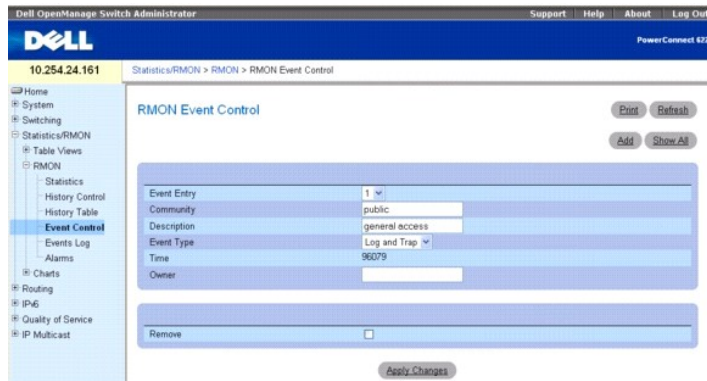 Dell OpenManage Switch Administrator
Support Help About Log Out
DELL
PowerConnect
10.254.24.161
Statistics/RMON > RMON > RMON Event Control
Home
System
Switching
Statistics/RMON
Table Views
RMON
Statistics
History Control
History Table
Event Control
Events Log
Alarms
Charts
Routing
IPv6
Quality of Service
IP Multicast
RMON Event Control
Print Refresh
Add Show All
Event Entry 1
Community public
Description general access
Event Type Log and Trap
Time 96079
Owner
Remove
Apply Changes